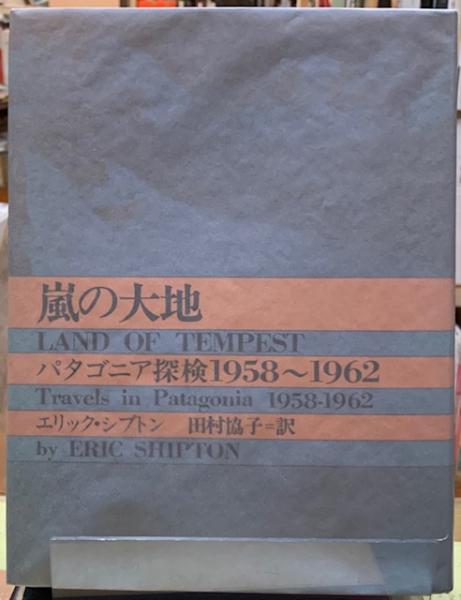 嵐の大地
LAND OF TEMPEST
パタゴニア探検1958〜1962
Travels in Patagonia 1958-1962
エリック・シプトン 田村協子=訳
by ERIC SHIPTON